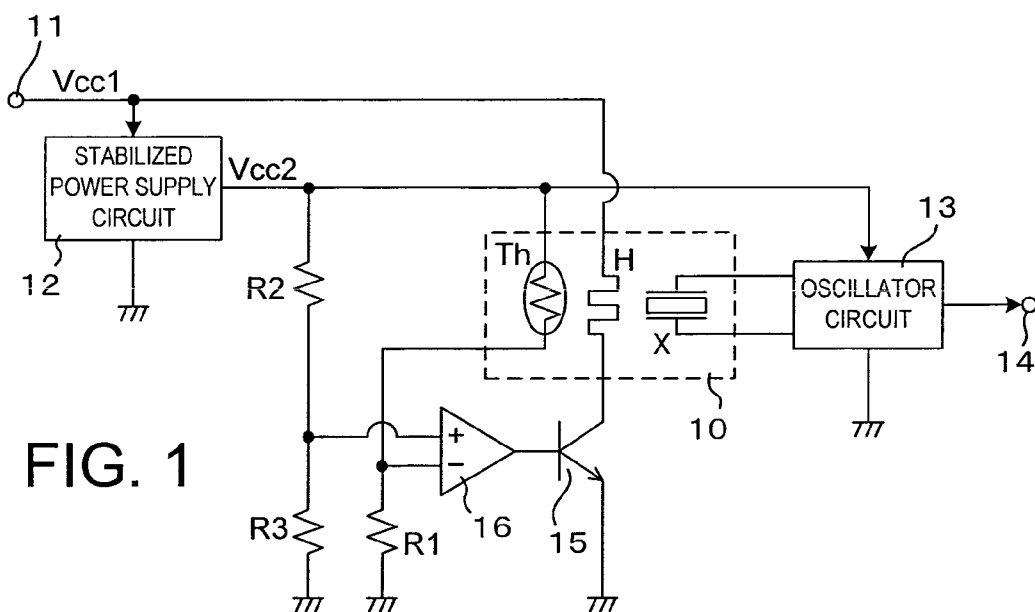 11
Vcc1
STABILIZED
POWER SUPPLY
CIRCUIT
Vcc2
12
R2
Th
H
X
13
OSCILLATOR
CIRCUIT
14
10
+
−
16
15
FIG. 1
R3
R1